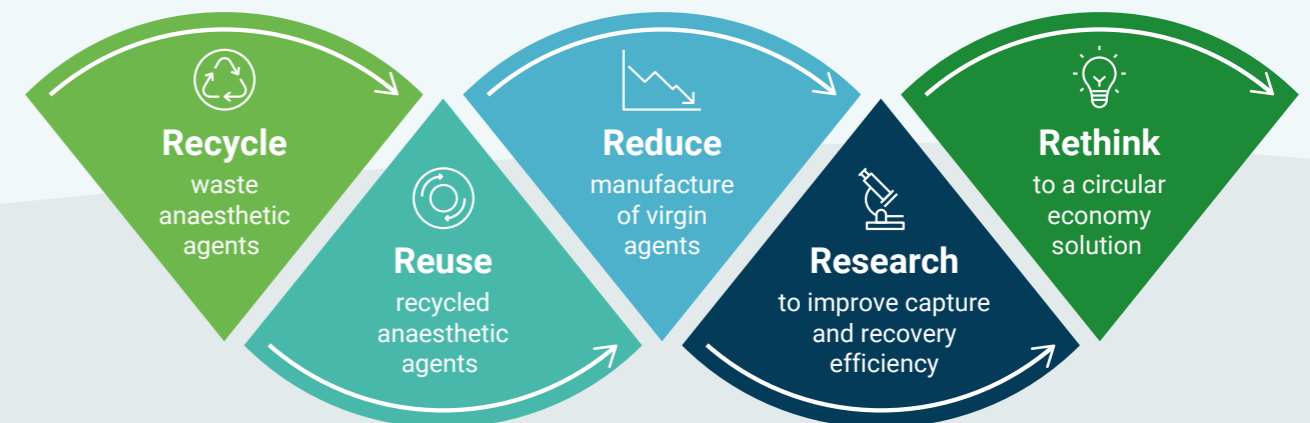 Recycle
waste
anaesthetic
agents
Reuse
recycled
anaesthetic
agents
Reduce
manufacture
of virgin
agents
Research
to improve capture
and recovery
efficiency
Rethink
to a circular
economy
solution